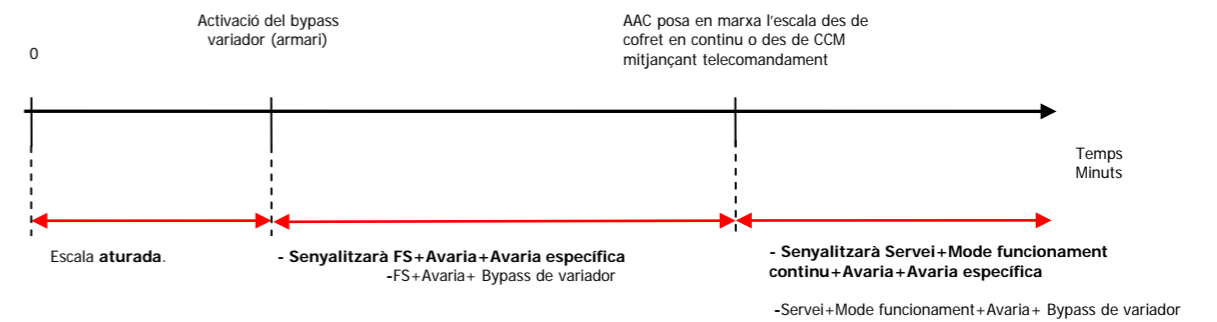 Activació del bypass
variador (armari)
AAC posa en marxa l'escala des de
cofret en continu o des de CCM
mitjançant telecomandament
0
Temps
Minuts
Escala aturada.
- Senyalitzarà FS+Avaria+Avaria específica
-FS+Avaria+ Bypass de variador
- Senyalitzarà Servei+Mode funcionament
continu+Avaria+Avaria específica
-Servei+Mode funcionament+Avaria+ Bypass de variador